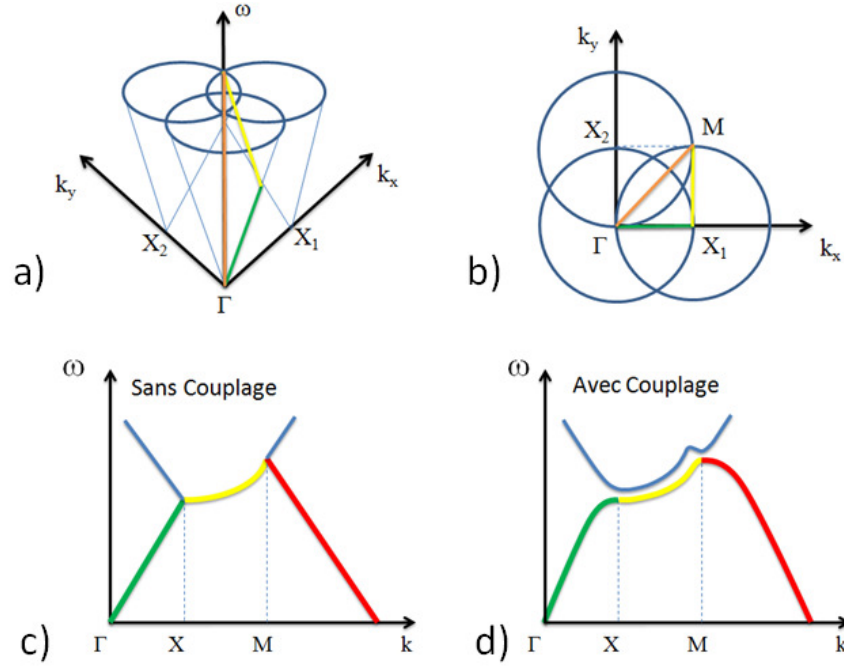 ω
k_y
k_x
X_2
X_1
Γ
a)
k_y
X_2
M
Γ
X_1
k_x
b)
ω
Sans Couplage
Γ
X
M
k
c)
ω
Avec Couplage
Γ
X
M
k
d)